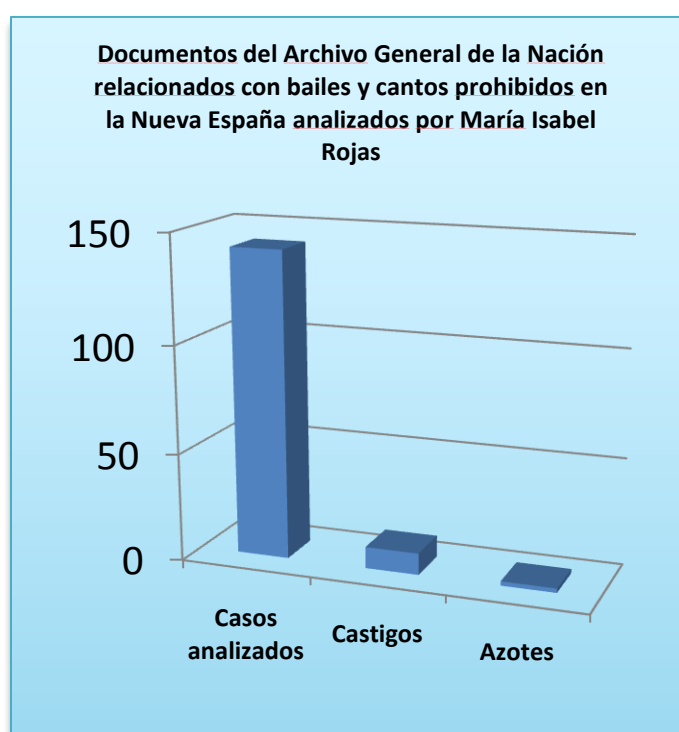 Documentos del Archivo General de la Nación
relacionados con bailes y cantos prohibidos en
la Nueva España analizados por María Isabel
Rojas
150
100
50
0
Casos
analizados
Castigos
Azotes